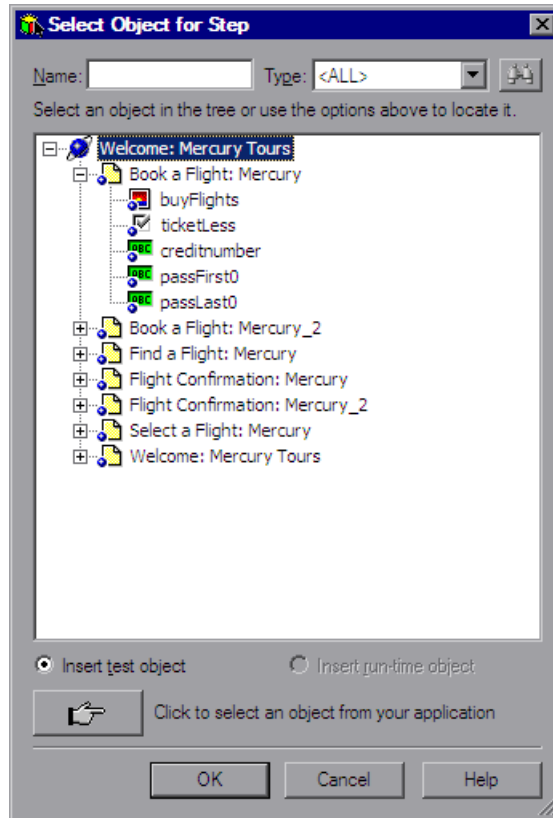 Select Object for Step
Name: Type: <ALL>
Select an object in the tree or use the options above to locate it.
Welcome: Mercury Tours
Book a Flight: Mercury
buyFlights
ticketLess
ABC creditnumber
ABC passFirst0
ABC passLast0
Book a Flight: Mercury_2
Find a Flight: Mercury
Flight Confirmation: Mercury
Flight Confirmation: Mercury_2
Select a Flight: Mercury
Welcome: Mercury Tours
Insert test object Insert run-time object
Click to select an object from your application
OK Cancel Help